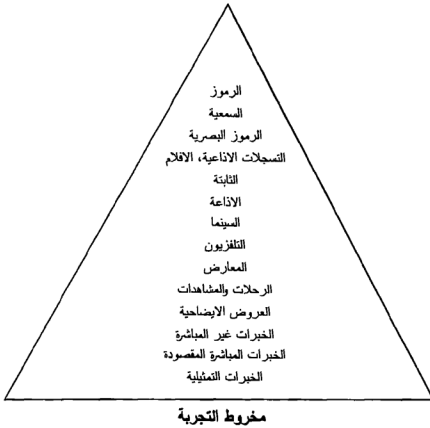 الرموز
السمعية
الرموز البصرية
التسجلات الاذاعية، الافلام
الثابتة
الاذاعة
السينما
التلفزيون
المعارض
الرحلات والمشاهدات
العروض الايضاحية
الخبرات غير المباشرة
الخبرات المباشرة المقصودة
الخبرات التمثيلية
مخروط التجربة